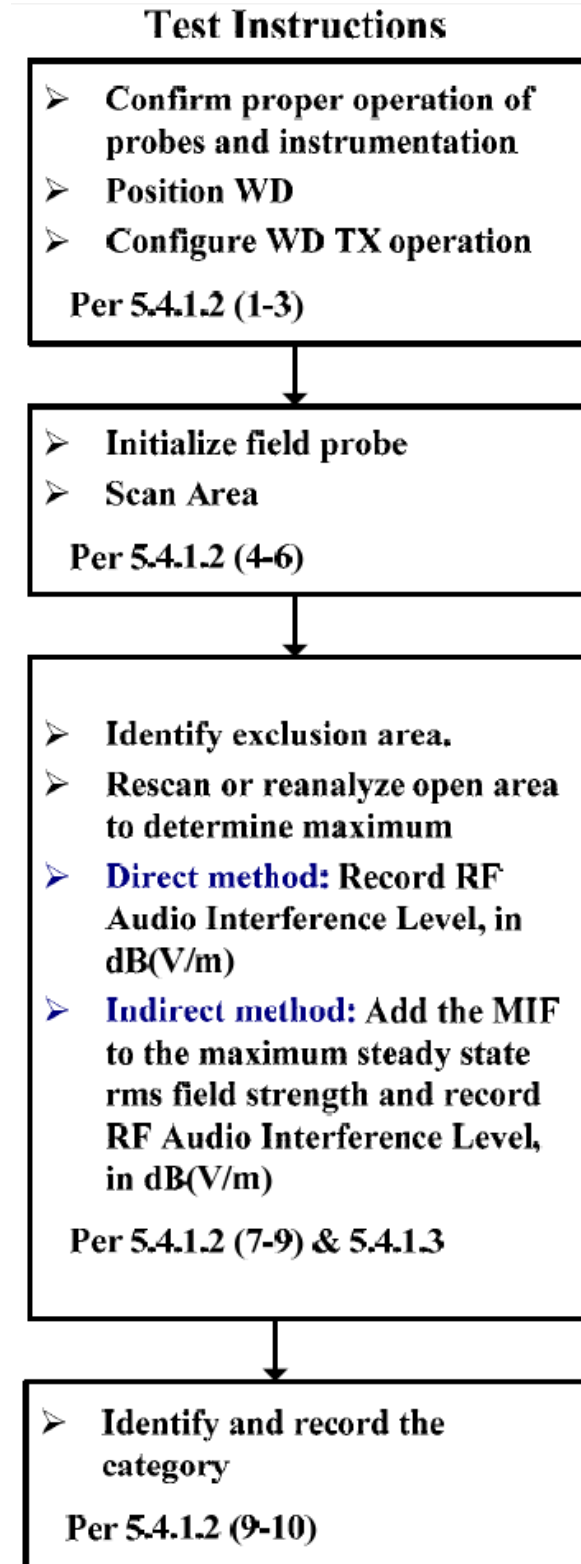 Test Instructions
➢ Confirm proper operation of
probes and instrumentation
➢ Position WD
➢ Configure WD TX operation
Per 5.4.1.2 (1-3)
➢ Initialize field probe
➢ Scan Area
Per 5.4.1.2 (4-6)
➢ Identify exclusion area.
➢ Rescan or reanalyze open area
to determine maximum
➢ Direct method: Record RF
Audio Interference Level, in
dB(V/m)
➢ Indirect method: Add the MIF
to the maximum steady state
rms field strength and record
RF Audio Interference Level,
in dB(V/m)
Per 5.4.1.2 (7-9) & 5.4.1.3
➢ Identify and record the
category
Per 5.4.1.2 (9-10)